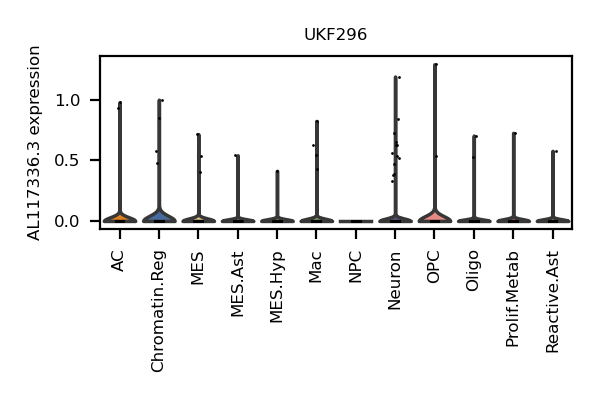 UKF296
AL117336.3 expression
1.0
0.5
0.0
AC
Chromatin.Reg
MES
MES.Ast
MES.Hyp
Mac
NPC
Neuron
OPC
Oligo
Prolif.Metab
Reactive.Ast